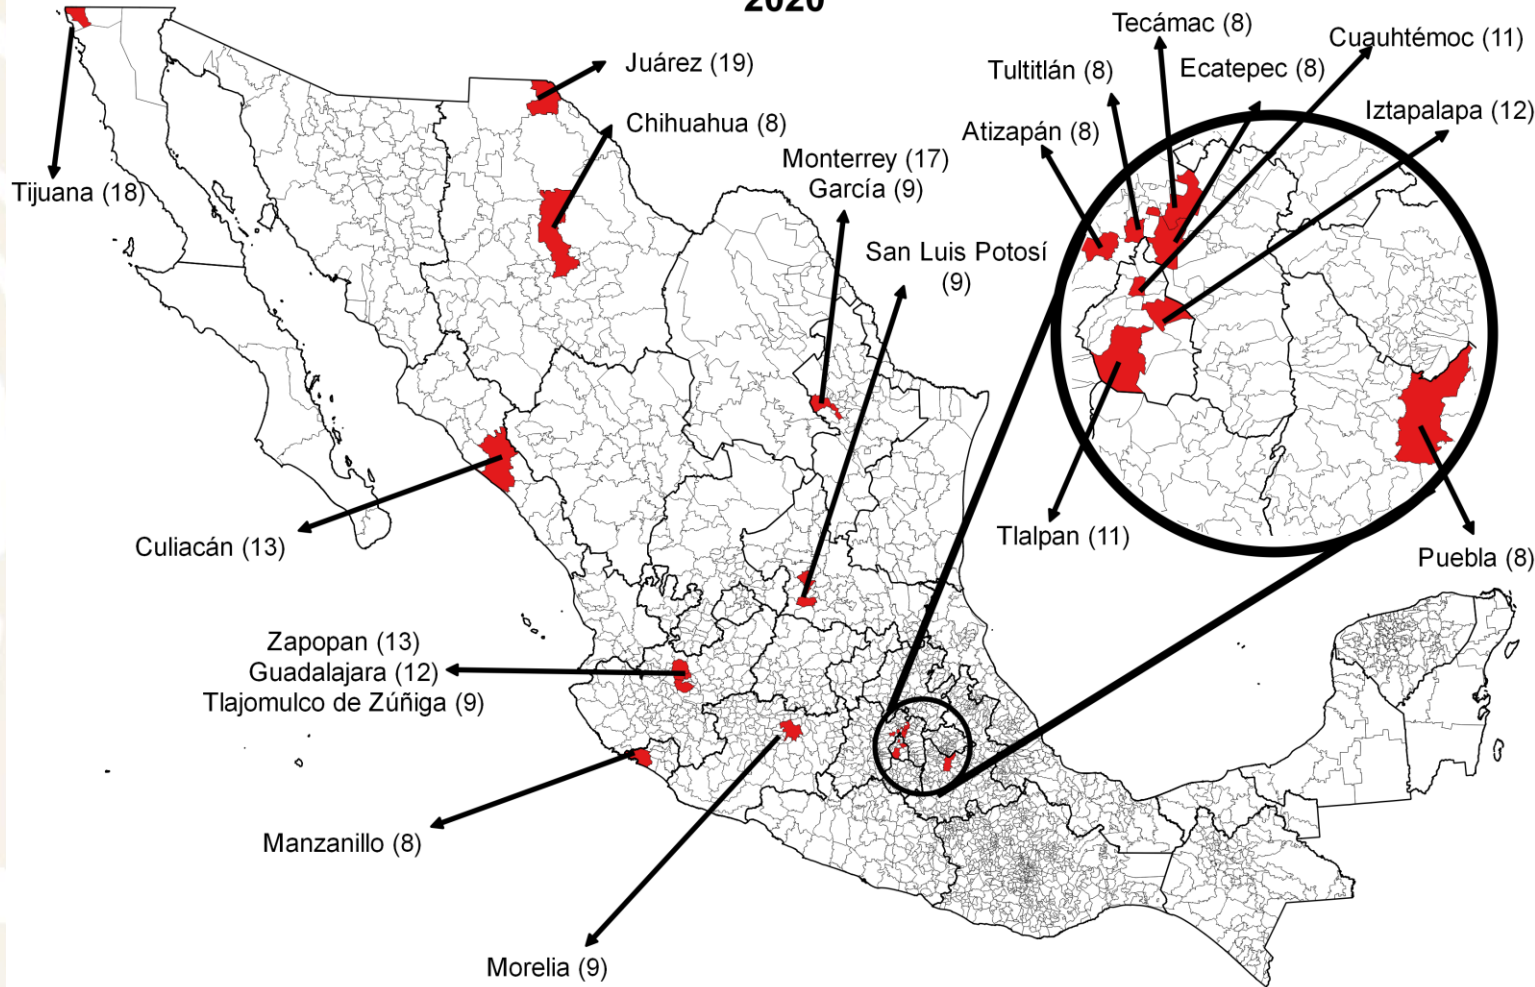 2020
Tecámac (8)
Cuauhtémoc (11)
Juárez (19)
Tultitlán (8)
Ecatepec (8)
Iztapalapa (12)
Chihuahua (8)
Atizapán (8)
Monterrey (17)
García (9)
Tijuana (18)
San Luis Potosí
(9)
Tlalpan (11)
Culiacán (13)
Puebla (8)
Zapopan (13)
Guadalajara (12)
Tlajomulco de Zúñiga (9)
Manzanillo (8)
Morelia (9)